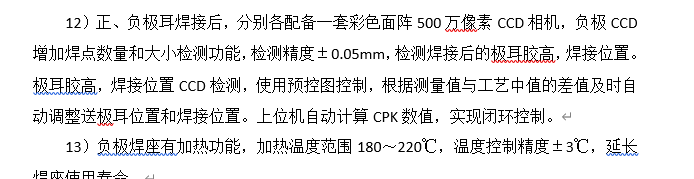 12）正、负极耳焊接后，分别各配备一套彩色面阵 500 万像素 CCD 相机，负极 CCD
增加焊点数量和大小检测功能，检测精度±0.05mm，检测焊接后的极耳胶高，焊接位置。
极耳胶高，焊接位置 CCD 检测，使用预控图控制，根据测量值与工艺中值的差值及时自
动调整送极耳位置和焊接位置。上位机自动计算 CPK 数值，实现闭环控制。
13）负极焊座有加热功能，加热温度范围 180～220℃，温度控制精度±3℃，延长
焊座使用寿命。